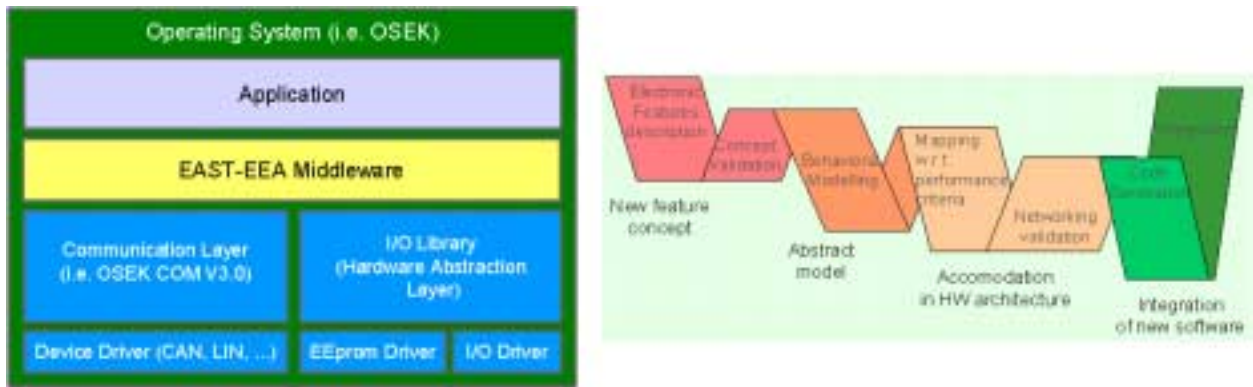 Operating System (i.e. OSEK)
Application
EAST-EEA Middleware
Communication Layer
(i.e. OSEK COM V3.0)
I/O Library
(Hardware Abstraction
Layer)
Device Driver (CAN, LIN, ...)
EEprom Driver
I/O Driver
Electronic
Features
description
Concept
Validation
New feature
concept
Behavioral
Modelling
Abstract
model
Mapping
w.r.t.
performance
criteria
Networking
validation
Accomodation
in HW architecture
Code
Generation
Integration
of new software